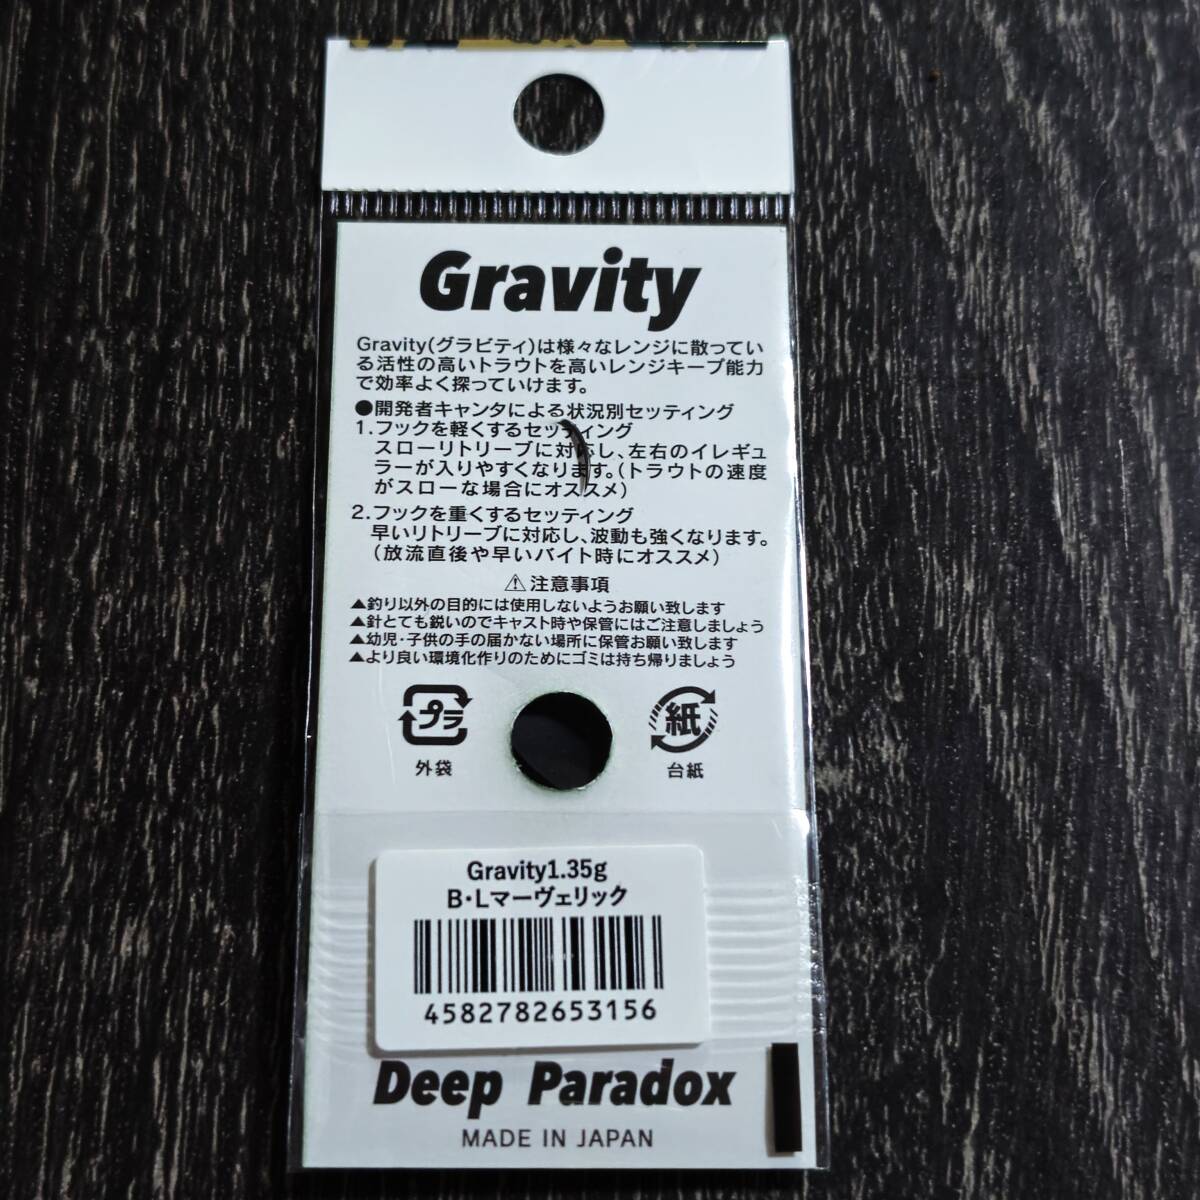 Gravity
Gravity(グラビティ)は様々なレンジに散ってい
る活性の高いトラウトを高いレンジキープ能力
で効率よく探っていけます。
●開発者キャンタによる状況別セッティング
1.フックを軽くするセッティング
スローリトリーブに対応し、左右のイレギュ
ラーが入りやすくなります。(トラウトの速度
がスローな場合にオススメ)
2.フックを重くするセッティング
早いリトリーブに対応し、波動も強くなります。
(放流直後や早いバイト時にオススメ)
⚠注意事項
▲釣り以外の目的には使用しないようお願い致します
▲針とても鋭いのでキャスト時や保管にはご注意しましょう
▲幼児・子供の手の届かない場所に保管お願い致します
▲より良い環境化作りのためにゴミは持ち帰りましょう
プラ
紙
外袋
台紙
Gravity1.35g
B・Lマーヴェリック
4582782653156
Deep Paradox
MADE IN JAPAN